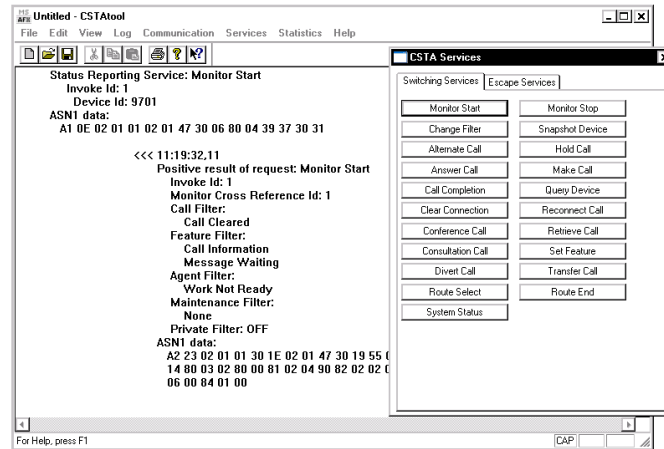 Untitled - CSTAtool
File Edit View Log Communication Services Statistics Help
Status Reporting Service: Monitor Start
Invoke Id: 1
Device Id: 9701
ASN1 data:
A1 0E 02 01 01 02 01 47 30 06 80 04 39 37 30 31
<<< 11:19:32,11
Positive result of request: Monitor Start
Invoke Id: 1
Monitor Cross Reference Id: 1
Call Filter:
Call Cleared
Feature Filter:
Call Information
Message Waiting
Agent Filter:
Work Not Ready
Maintenance Filter:
None
Private Filter: OFF
ASN1 data:
A2 23 02 01 01 30 1E 02 01 47 30 19 55
14 80 03 02 80 00 81 02 04 90 82 02 02
06 00 84 01 00
CSTA Services
Switching Services Escape Services
Monitor Start Monitor Stop
Change Filter Snapshot Device
Alternate Call Hold Call
Answer Call Make Call
Call Completion Query Device
Clear Connection Reconnect Call
Conference Call Retrieve Call
Consultation Call Set Feature
Divert Call Transfer Call
Route Select Route End
System Status
For Help, press F1
CAP